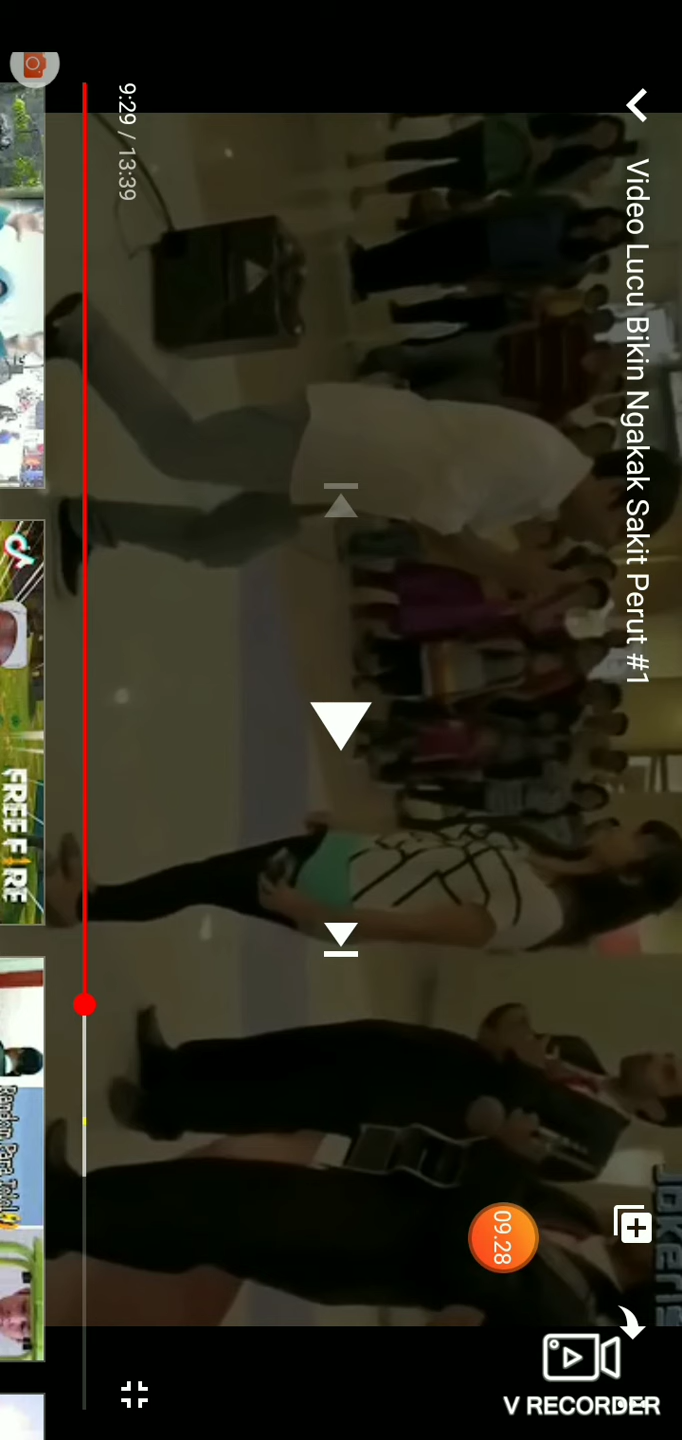 Video Lucu Bikin Ngakak Sakit Perut #1
9:29 / 13:39
09.28
FREE FIRE
V RECORDER